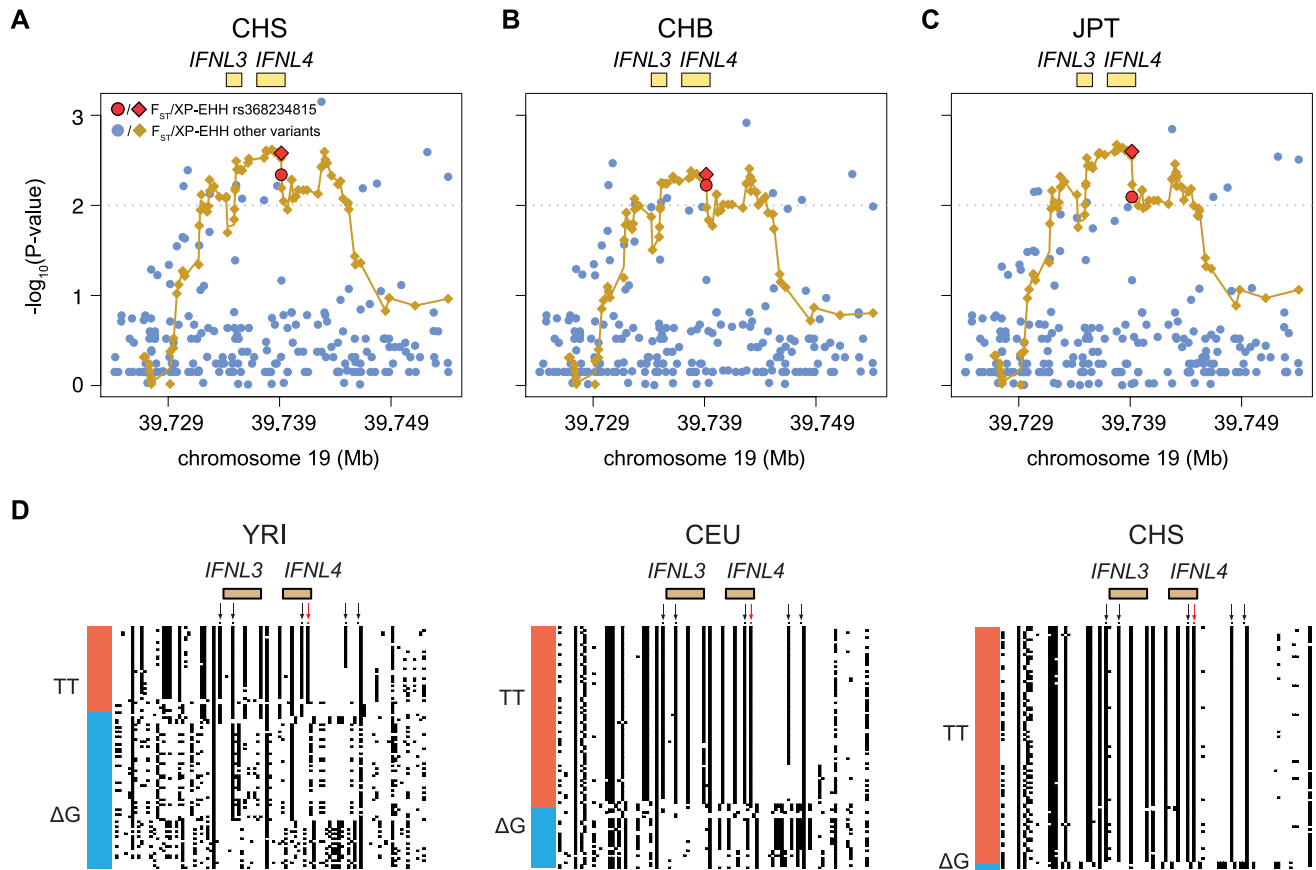 A
CHS
IFNL3 IFNL4
/ F_ST/XP-EHH rs368234815
/ F_ST/XP-EHH other variants
-log₁₀(P-value)
3
2
1
0
39.729 39.739 39.749
chromosome 19 (Mb)
B
CHB
IFNL3 IFNL4
39.729 39.739 39.749
chromosome 19 (Mb)
C
JPT
IFNL3 IFNL4
39.729 39.739 39.749
chromosome 19 (Mb)
D
YRI
IFNL3 IFNL4
TT
ΔG
CEU
IFNL3 IFNL4
TT
ΔG
CHS
IFNL3 IFNL4
TT
ΔG